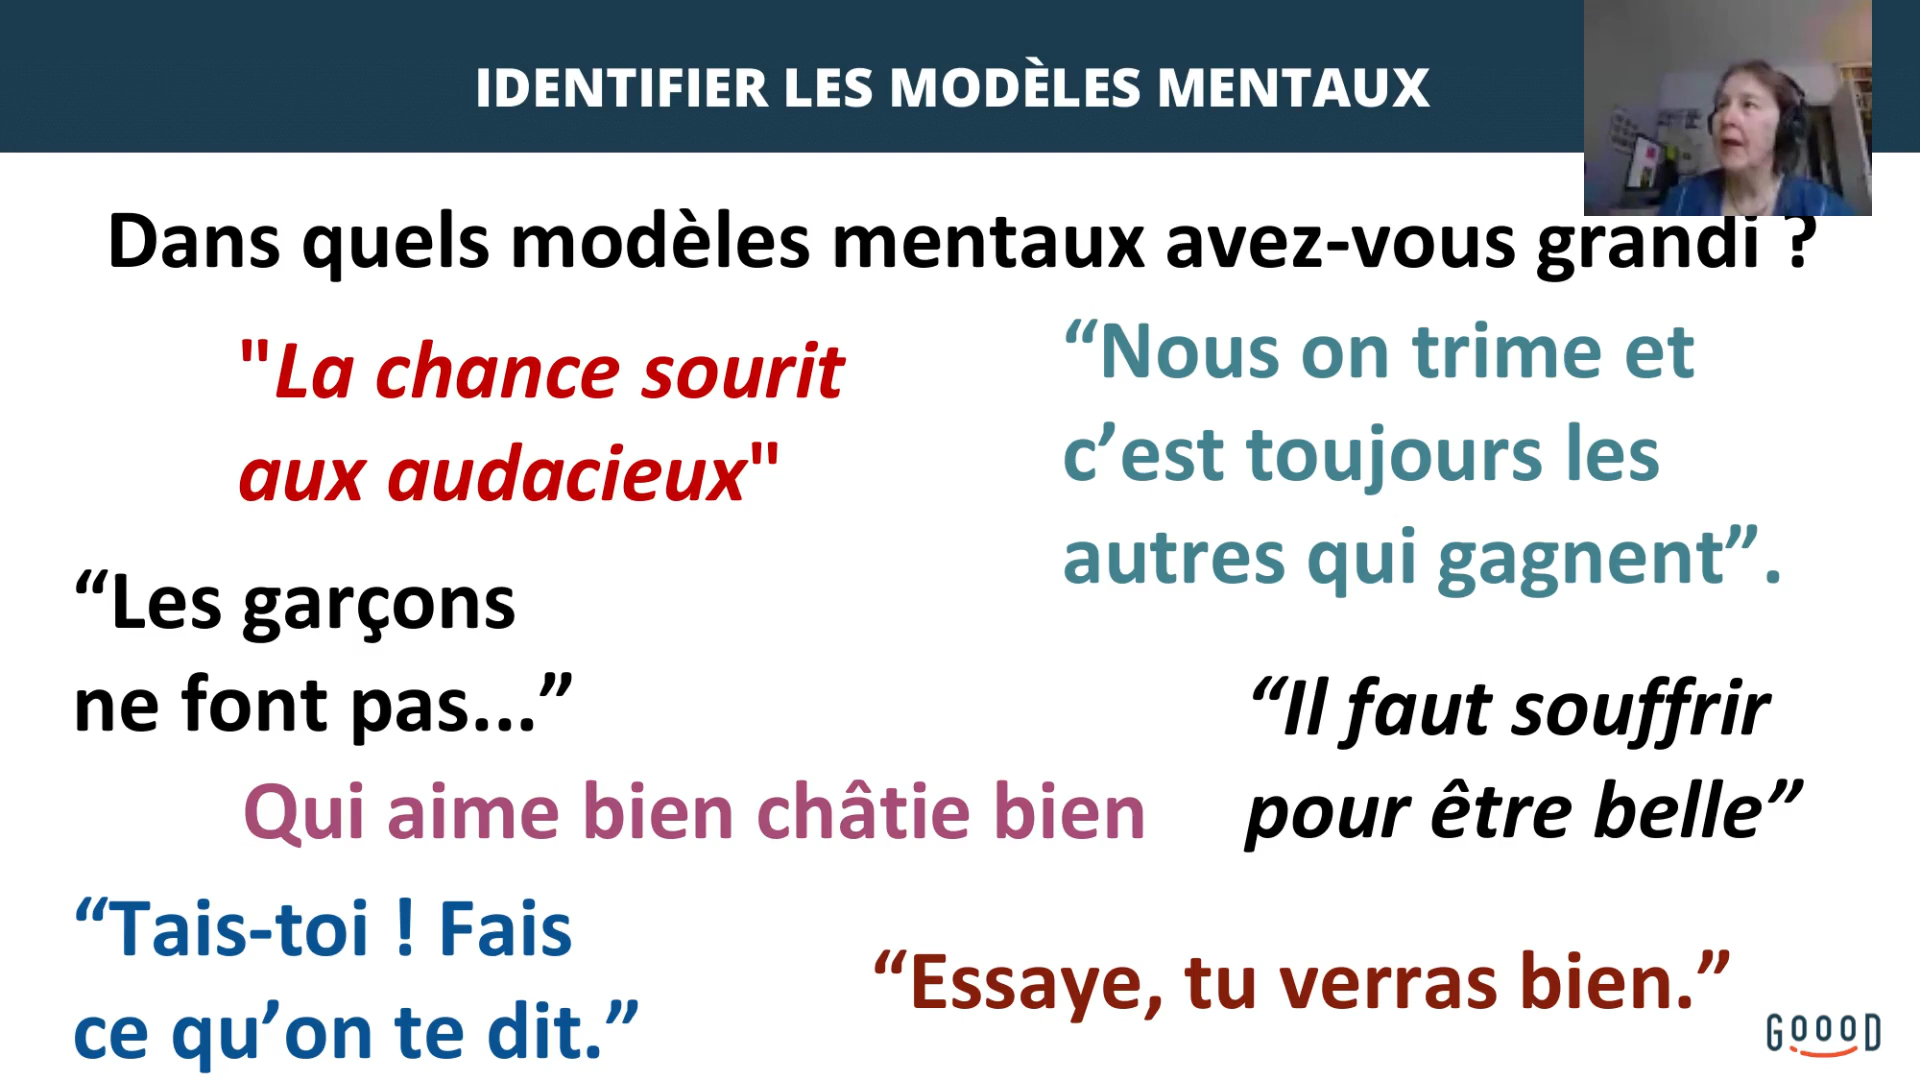 IDENTIFIER LES MODÈLES MENTAUX
Dans quels modèles mentaux avez-vous grandi ?
"La chance sourit
aux audacieux"
“Nous on trime et
c’est toujours les
autres qui gagnent”.
“Les garçons
ne font pas...”
“Il faut souffrir
pour être belle”
Qui aime bien châtie bien
“Tais-toi ! Fais
ce qu’on te dit.”
“Essaye, tu verras bien.”
GOOOD